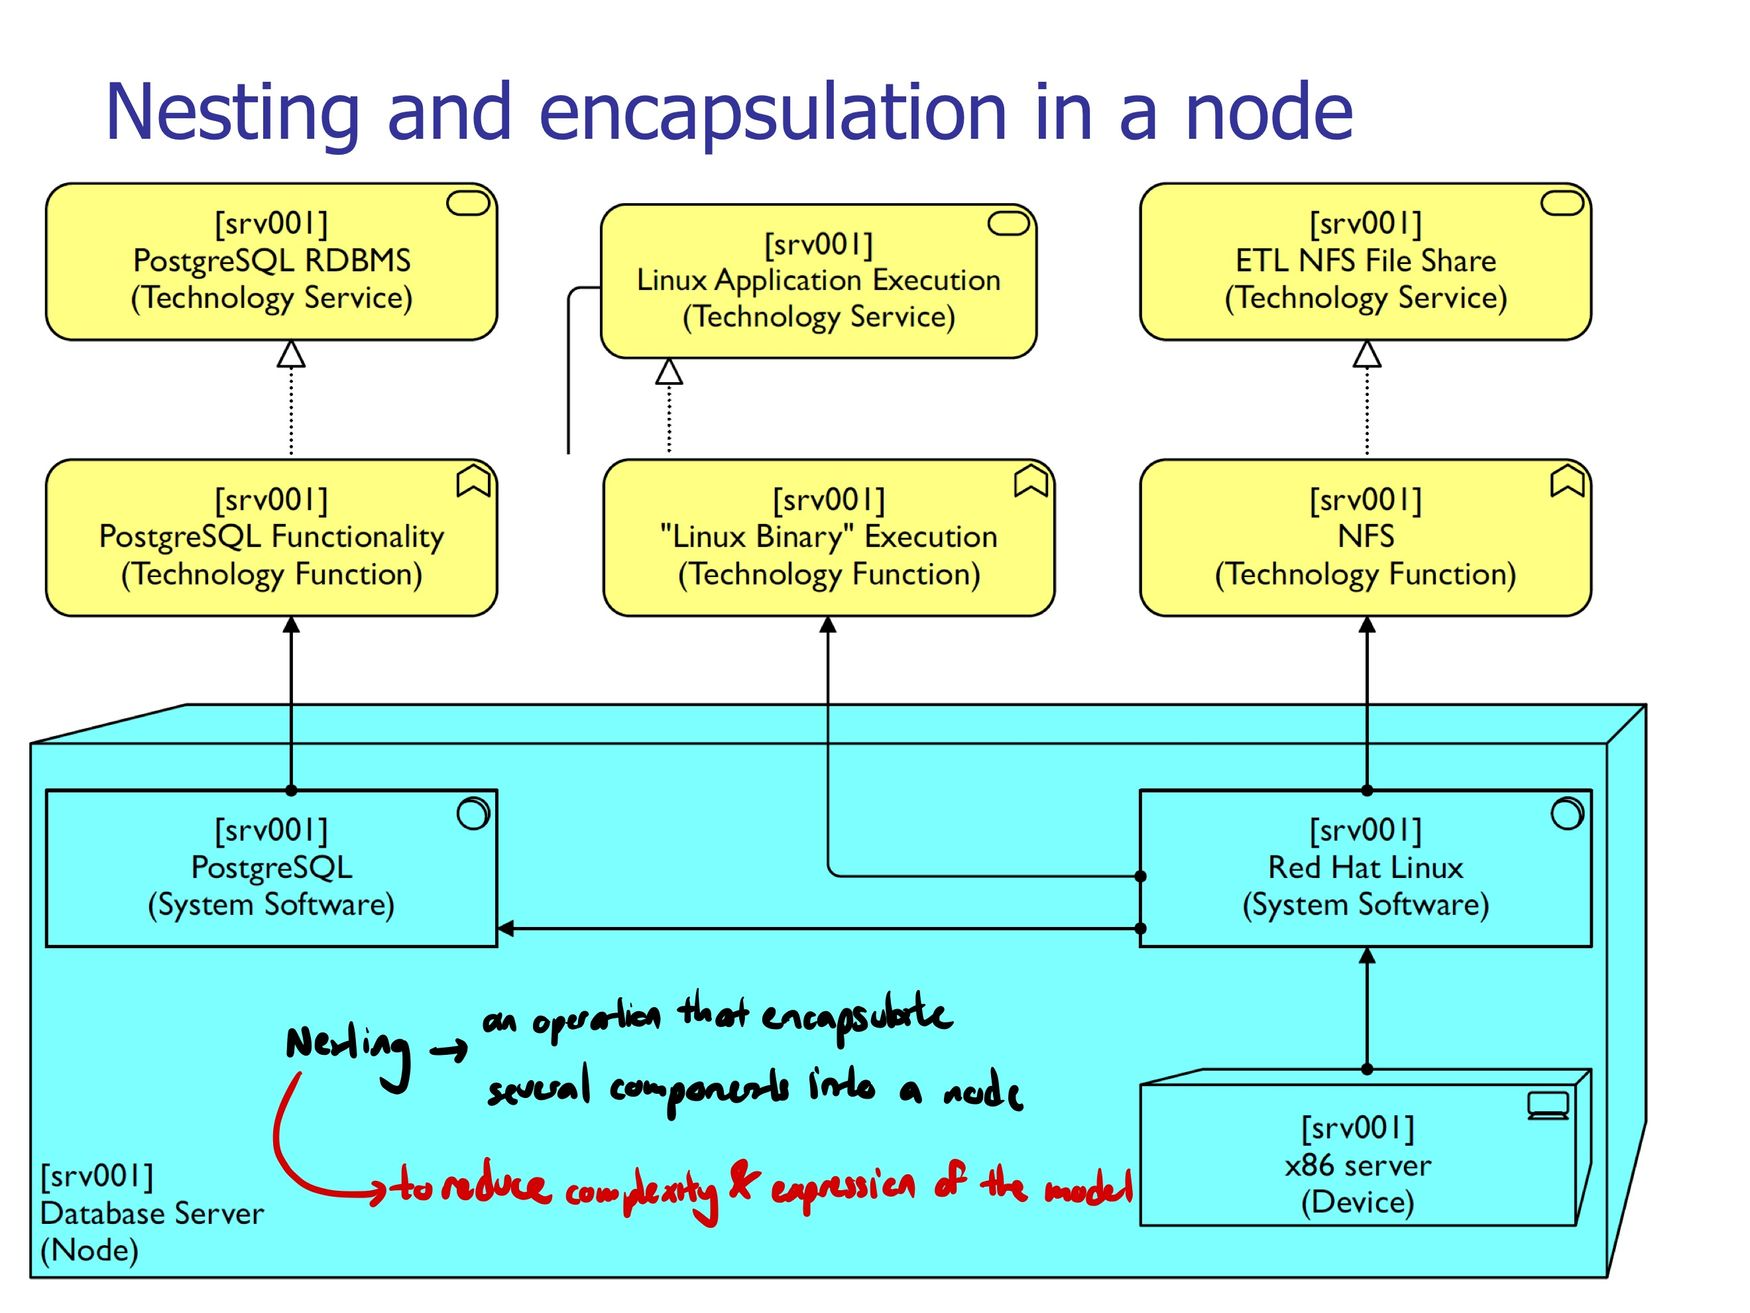 Nesting and encapsulation in a node
[srv001]
PostgreSQL RDBMS
(Technology Service)
[srv001]
Linux Application Execution
(Technology Service)
[srv001]
ETL NFS File Share
(Technology Service)
[srv001]
PostgreSQL Functionality
(Technology Function)
[srv001]
"Linux Binary" Execution
(Technology Function)
[srv001]
NFS
(Technology Function)
[srv001]
PostgreSQL
(System Software)
[srv001]
Red Hat Linux
(System Software)
Nesting → an operation that encapsulate
several components into a node
→ to reduce complexity & expression of the model
[srv001]
x86 server
(Device)
[srv001]
Database Server
(Node)